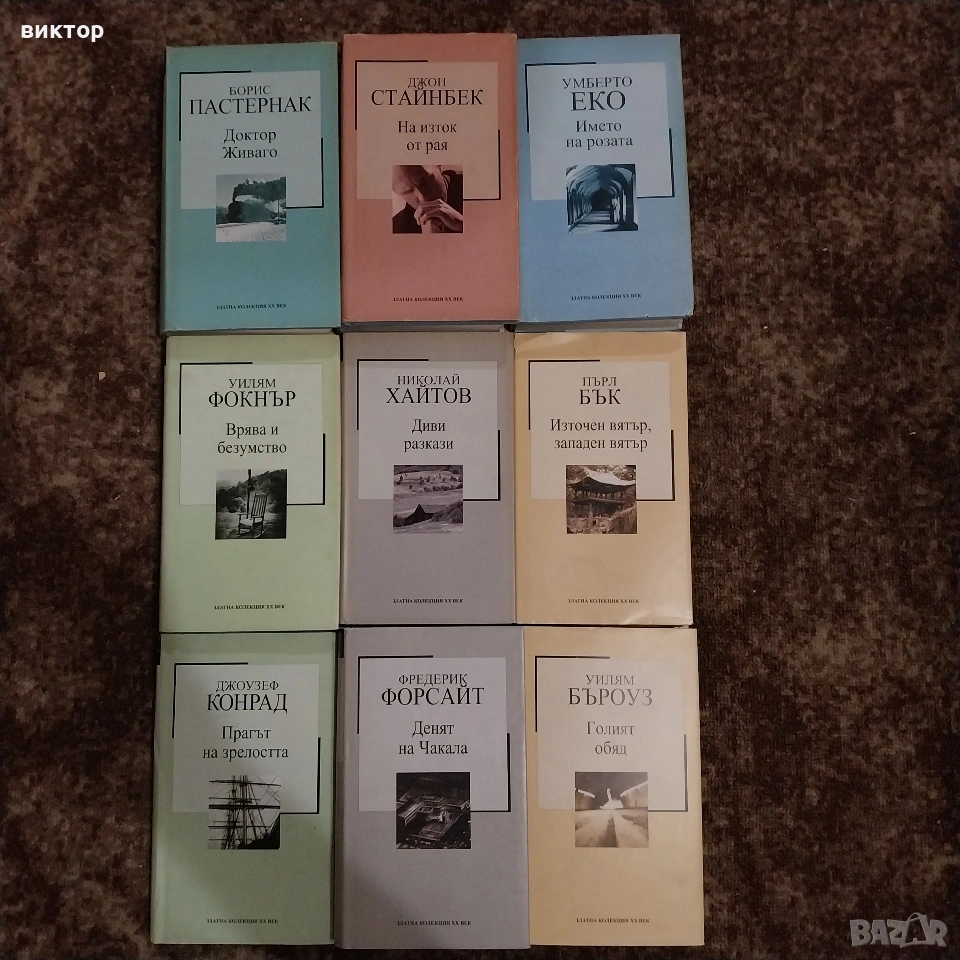 виктор
БОРИС
ПАСТЕРНАК
Доктор
Живаго
ЗЛАТНА КОЛЕКЦИЯ XX ВЕК
ДЖОН
СТАЙНБЕК
На изток
от рая
ЗЛАТНА КОЛЕКЦИЯ XX ВЕК
УМБЕРТО
ЕКО
Името
на розата
ЗЛАТНА КОЛЕКЦИЯ XX ВЕК
УИЛЯМ
ФОКНЪР
Врява и
безумство
ЗЛАТНА КОЛЕКЦИЯ XX ВЕК
НИКОЛАЙ
ХАЙТОВ
Диви
разкази
ЗЛАТНА КОЛЕКЦИЯ XX ВЕК
ПЪРЛ
БЪК
Източен вятър,
западен вятър
ЗЛАТНА КОЛЕКЦИЯ XX ВЕК
ДЖОУЗЕФ
КОНРАД
Прагът
на зрелостта
ЗЛАТНА КОЛЕКЦИЯ XX ВЕК
ФРЕДЕРИК
ФОРСАЙТ
Денят
на Чакала
ЗЛАТНА КОЛЕКЦИЯ XX ВЕК
УИЛЯМ
БЪРОУЗ
Голият
обяд
ЗЛАТНА КОЛЕКЦИЯ XX ВЕК
BAZAR